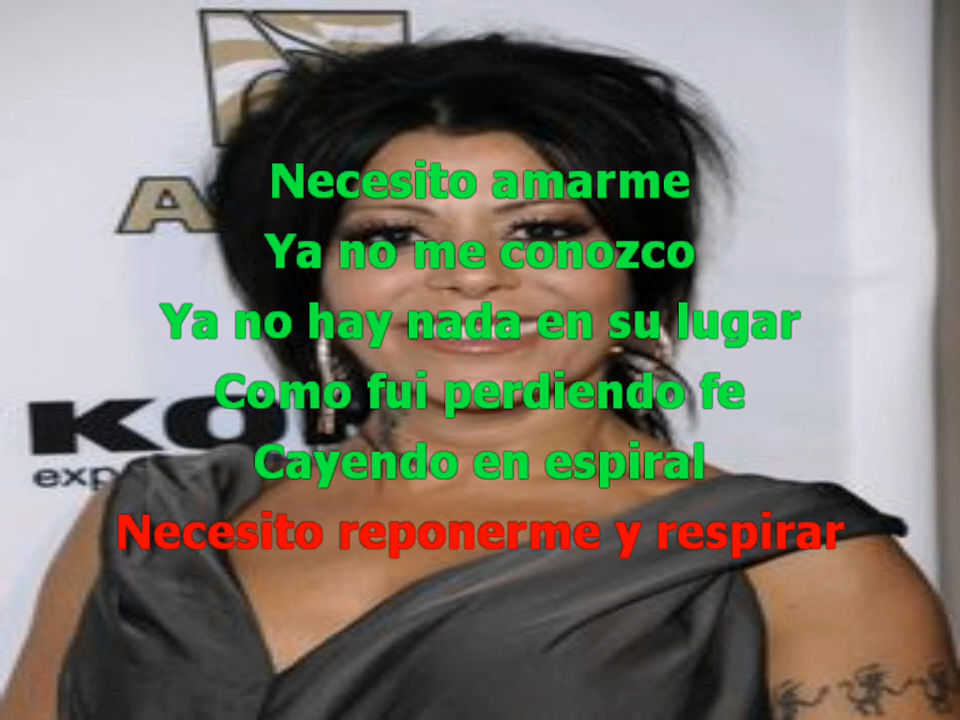 A
Necesito amarme
Ya no me conozco
Ya no hay nada en su lugar
Como fui perdiendo fe
Cayendo en espiral
Necesito reponerme y respirar